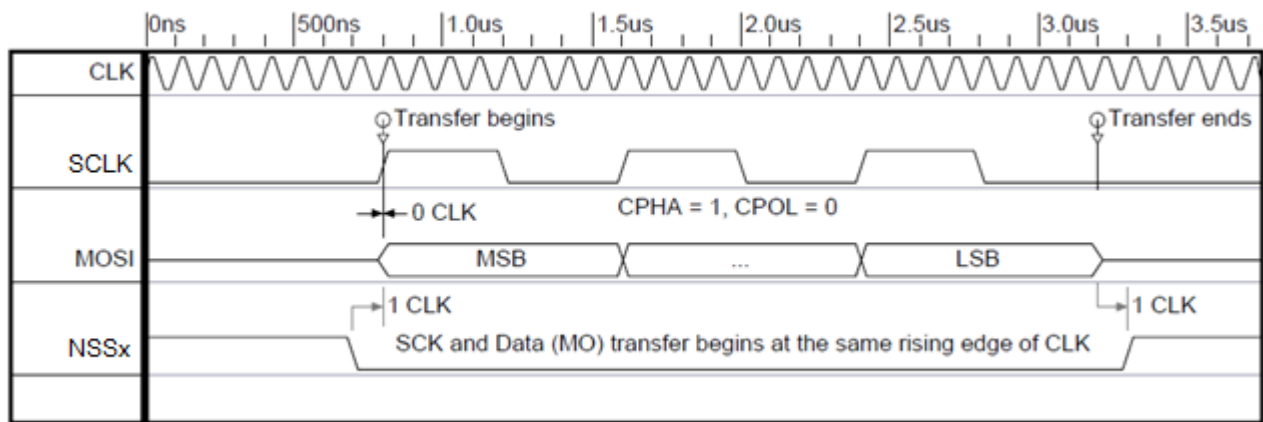 0ns 500ns 1.0us 1.5us 2.0us 2.5us 3.0us 3.5us
CLK
Transfer begins Transfer ends
SCLK
0 CLK CPHA = 1, CPOL = 0
MOSI MSB ... LSB
1 CLK 1 CLK
NSSx SCK and Data (MO) transfer begins at the same rising edge of CLK